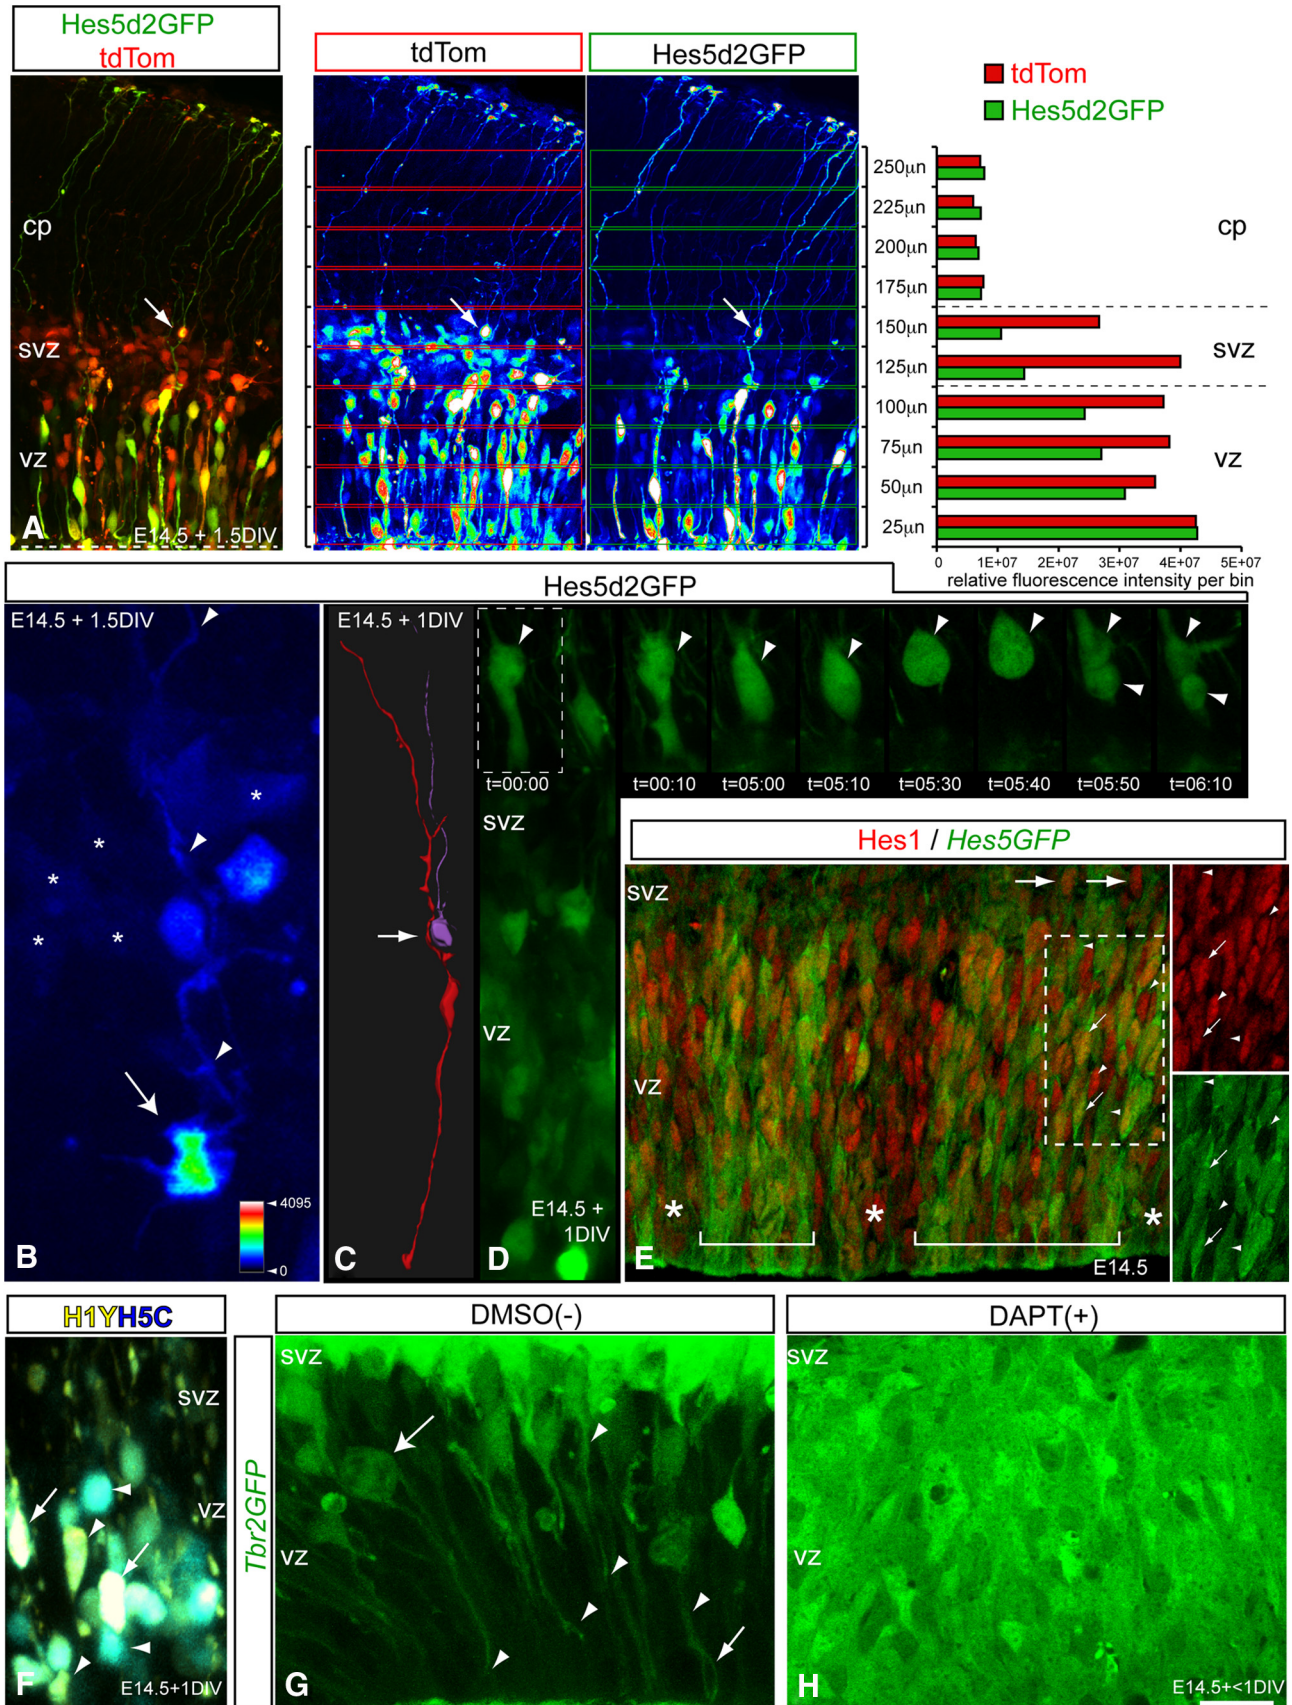 Hes5d2GFP
tdTom
tdTom
Hes5d2GFP
tdTom
Hes5d2GFP
cp
svz
vz
A
E14.5 + 1.5DIV
250µn
225µn
200µn
175µn
150µn
125µn
100µn
75µn
50µn
25µn
cp
svz
vz
0 1E+07 2E+07 3E+07 4E+07 5E+07
relative fluorescence intensity per bin
Hes5d2GFP
E14.5 + 1.5DIV
*
*
*
*
*
4095
0
B
E14.5 + 1DIV
C
t=00:00
t=00:10
t=05:00
t=05:10
t=05:30
t=05:40
t=05:50
t=06:10
svz
vz
E14.5 +
1DIV
D
Hes1 / Hes5GFP
svz
vz
* * *
E
E14.5
H1YH5C
svz
vz
F
E14.5+1DIV
Tbr2GFP
DMSO(-)
svz
vz
G
DAPT(+)
svz
vz
H
E14.5+<1DIV